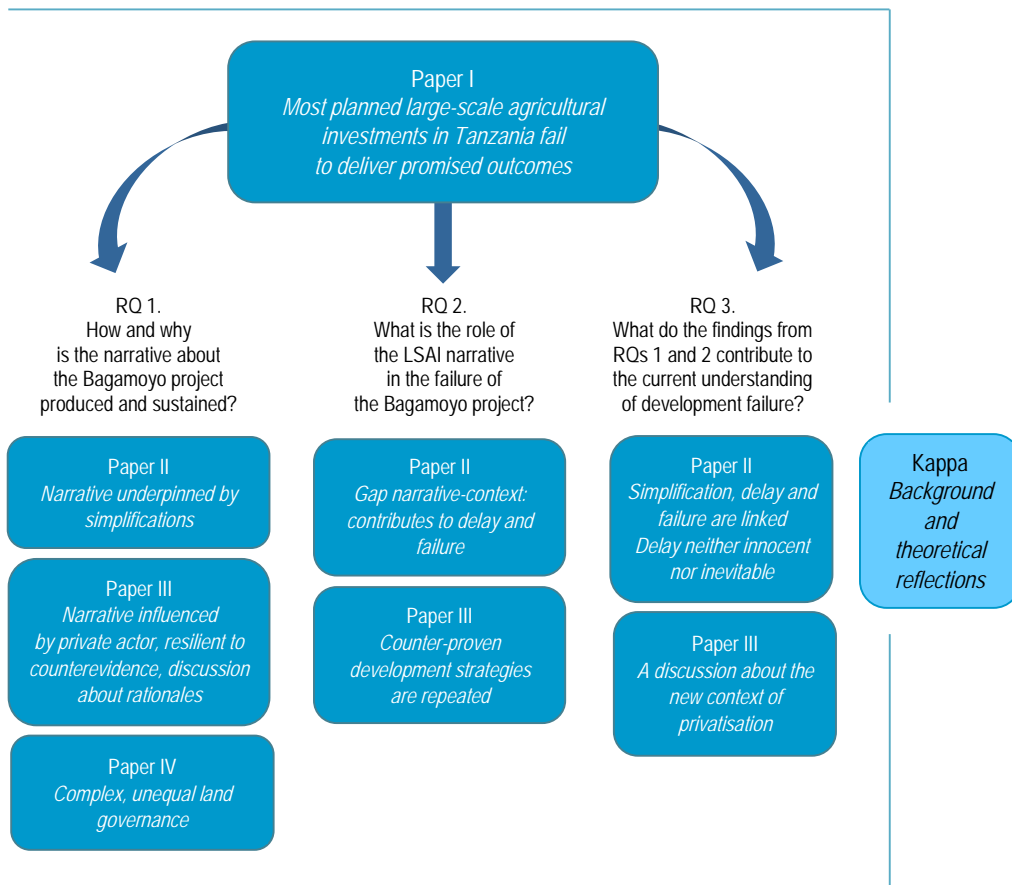 Paper I
Most planned large-scale agricultural
investments in Tanzania fail
to deliver promised outcomes
RQ 1.
How and why
is the narrative about
the Bagamoyo project
produced and sustained?
Paper II
Narrative underpinned by
simplifications
Paper III
Narrative influenced
by private actor, resilient to
counterevidence, discussion
about rationales
Paper IV
Complex, unequal land
governance
RQ 2.
What is the role of
the LSAI narrative
in the failure of
the Bagamoyo project?
Paper II
Gap narrative-context:
contributes to delay and
failure
Paper III
Counter-proven
development strategies
are repeated
RQ 3.
What do the findings from
RQs 1 and 2 contribute to
the current understanding
of development failure?
Paper II
Simplification, delay and
failure are linked
Delay neither innocent
nor inevitable
Paper III
A discussion about the
new context of
privatisation
Kappa
Background
and
theoretical
reflections